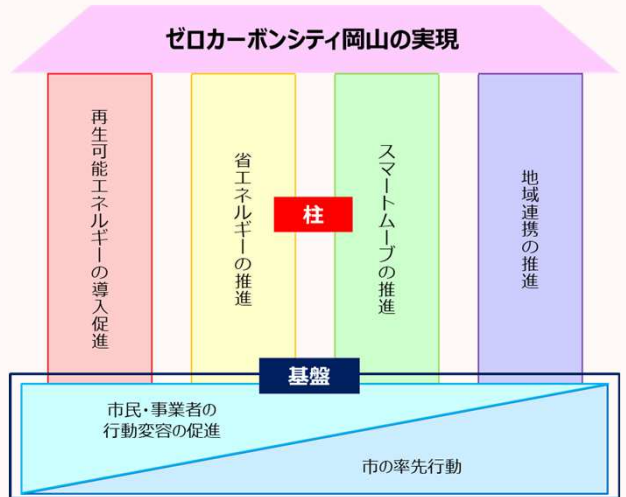 ゼロカーボンシティ岡山の実現
再生可能エネルギーの導入促進
省エネルギーの推進
柱
スマートムーブの推進
地域連携の推進
基盤
市民・事業者の
行動変容の促進
市の率先行動